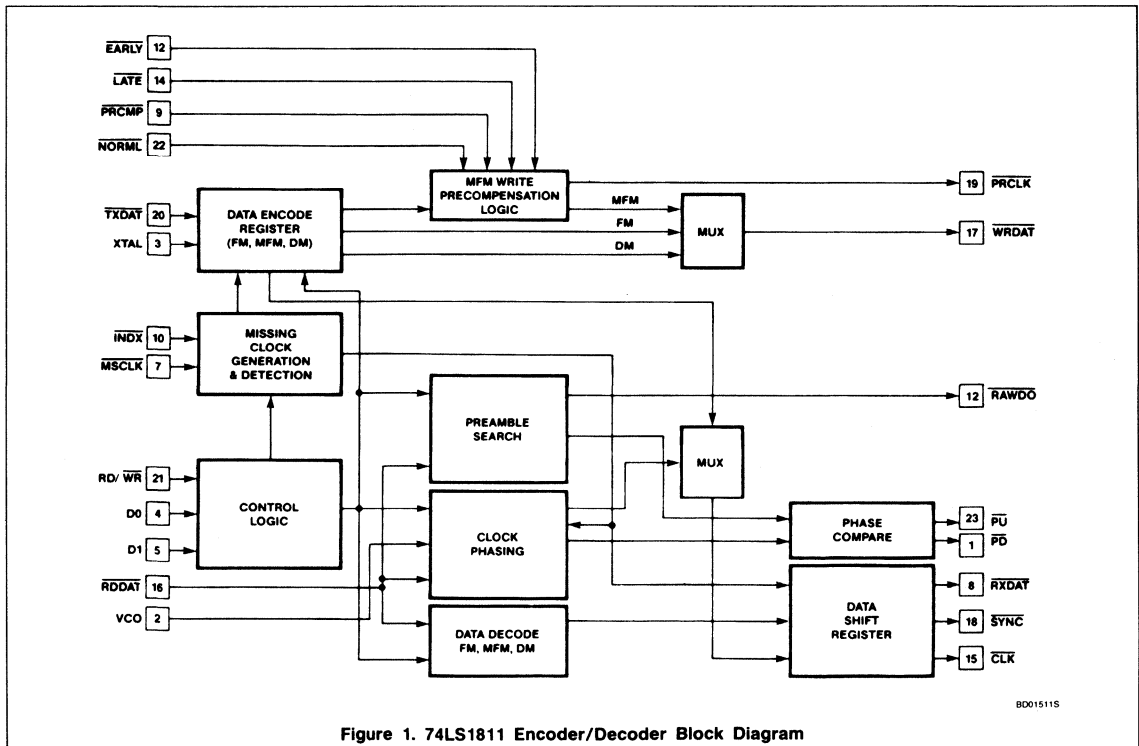 EARLY 12
LATE 14
PRCMP 9
NORML 22
MFM WRITE
PRECOMPENSATION
LOGIC
19 PRCLK
MFM
TXDAT 20
XTAL 3
DATA ENCODE
REGISTER
(FM, MFM, DM)
FM
DM
MUX
17 WRDAT
INDX 10
MSCLK 7
MISSING
CLOCK
GENERATION
& DETECTION
PREAMBLE
SEARCH
12 RAWDO
MUX
RD/WR 21
D0 4
D1 5
CONTROL
LOGIC
CLOCK
PHASING
PHASE
COMPARE
23 PU
1 PD
RDDAT 16
VCO 2
DATA DECODE
FM, MFM, DM
DATA
SHIFT
REGISTER
8 RXDAT
18 SYNC
15 CLK
BD01511S
Figure 1. 74LS1811 Encoder/Decoder Block Diagram